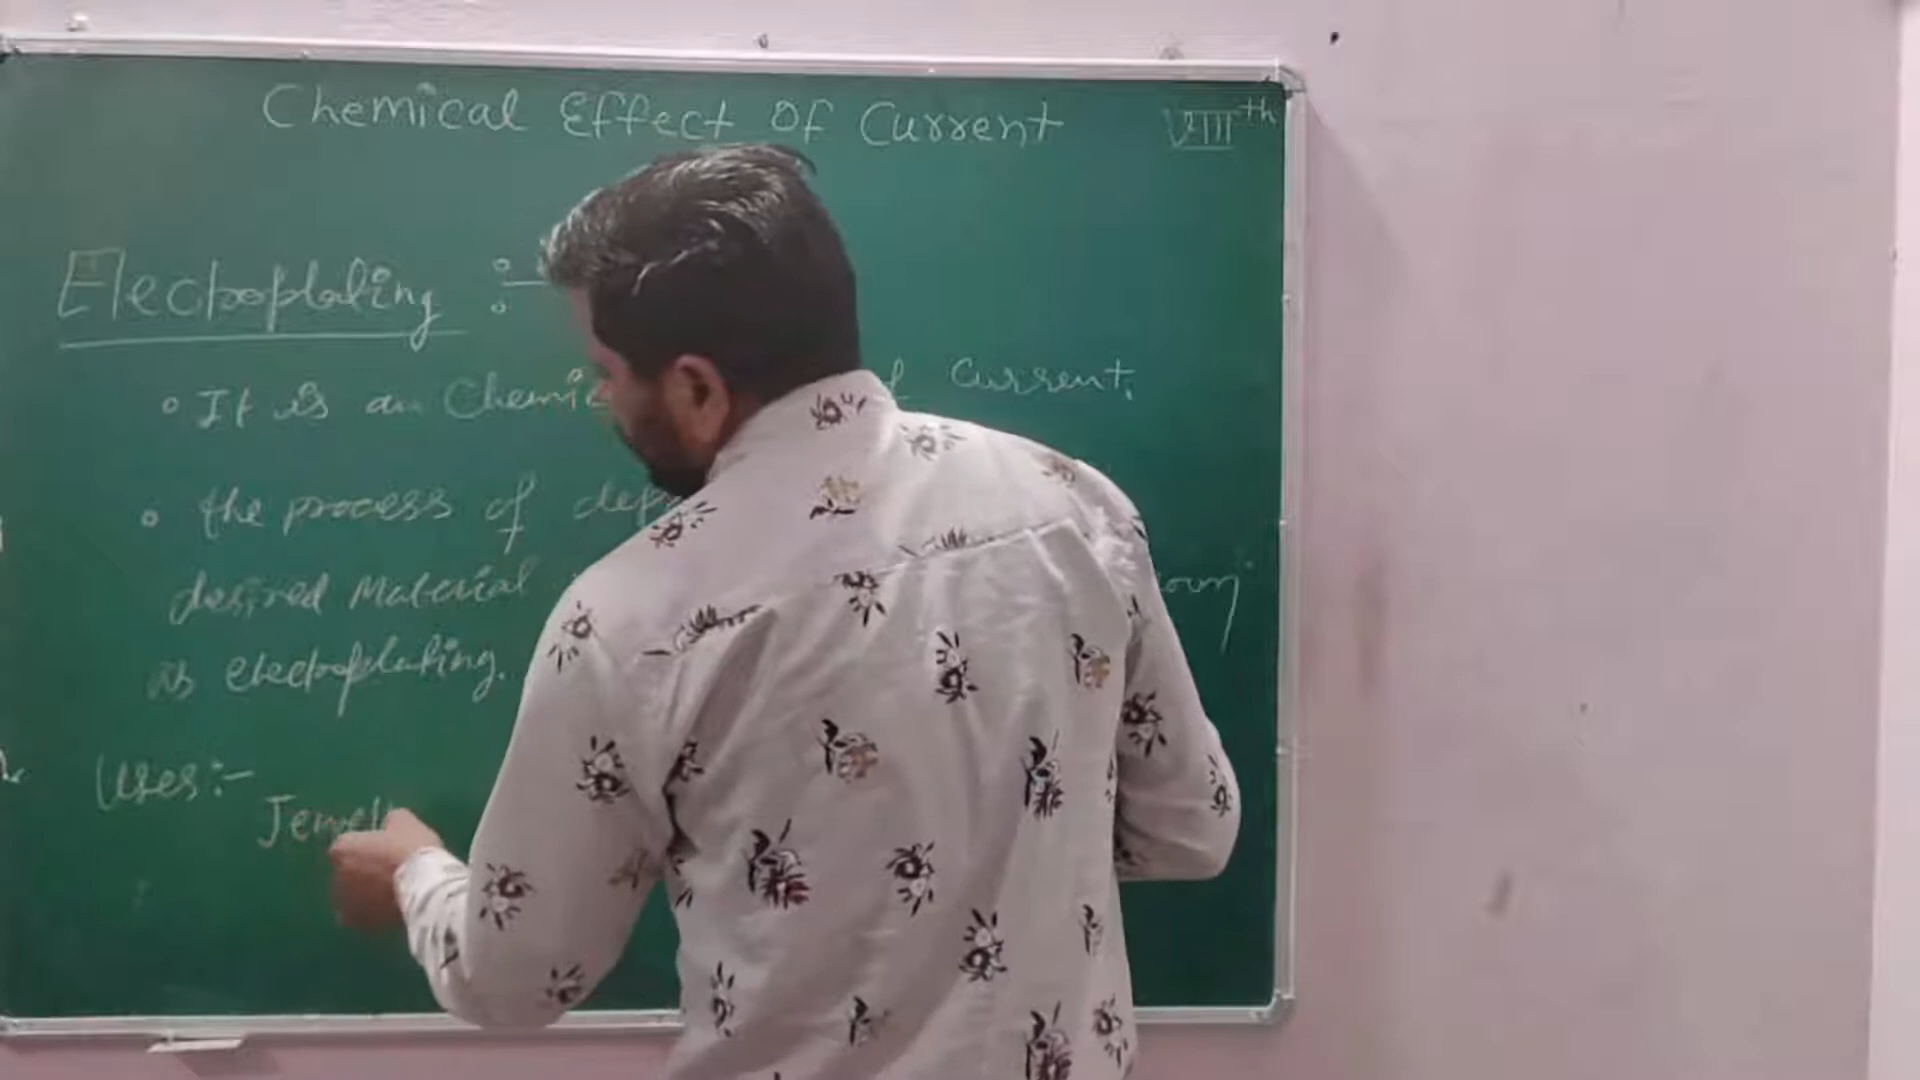 Chemical Effect Of Current VIIIth
Electroplating :-
• It is an Chemi Current.
• the process of dep
desired Material
as electroplating.
Uses:-
Jewel